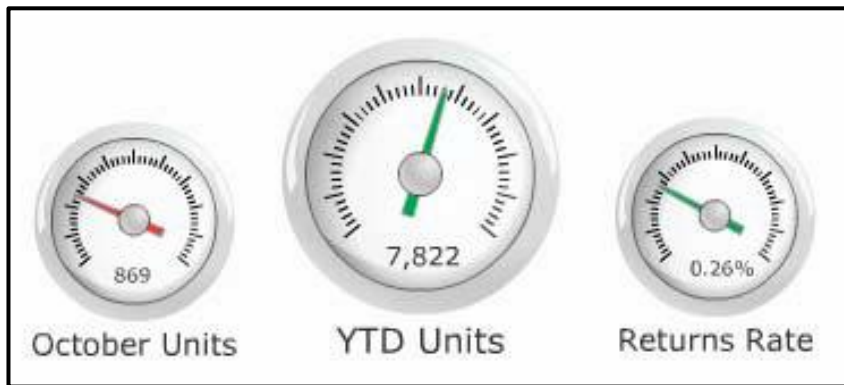 869
October Units
7,822
YTD Units
0.26%
Returns Rate